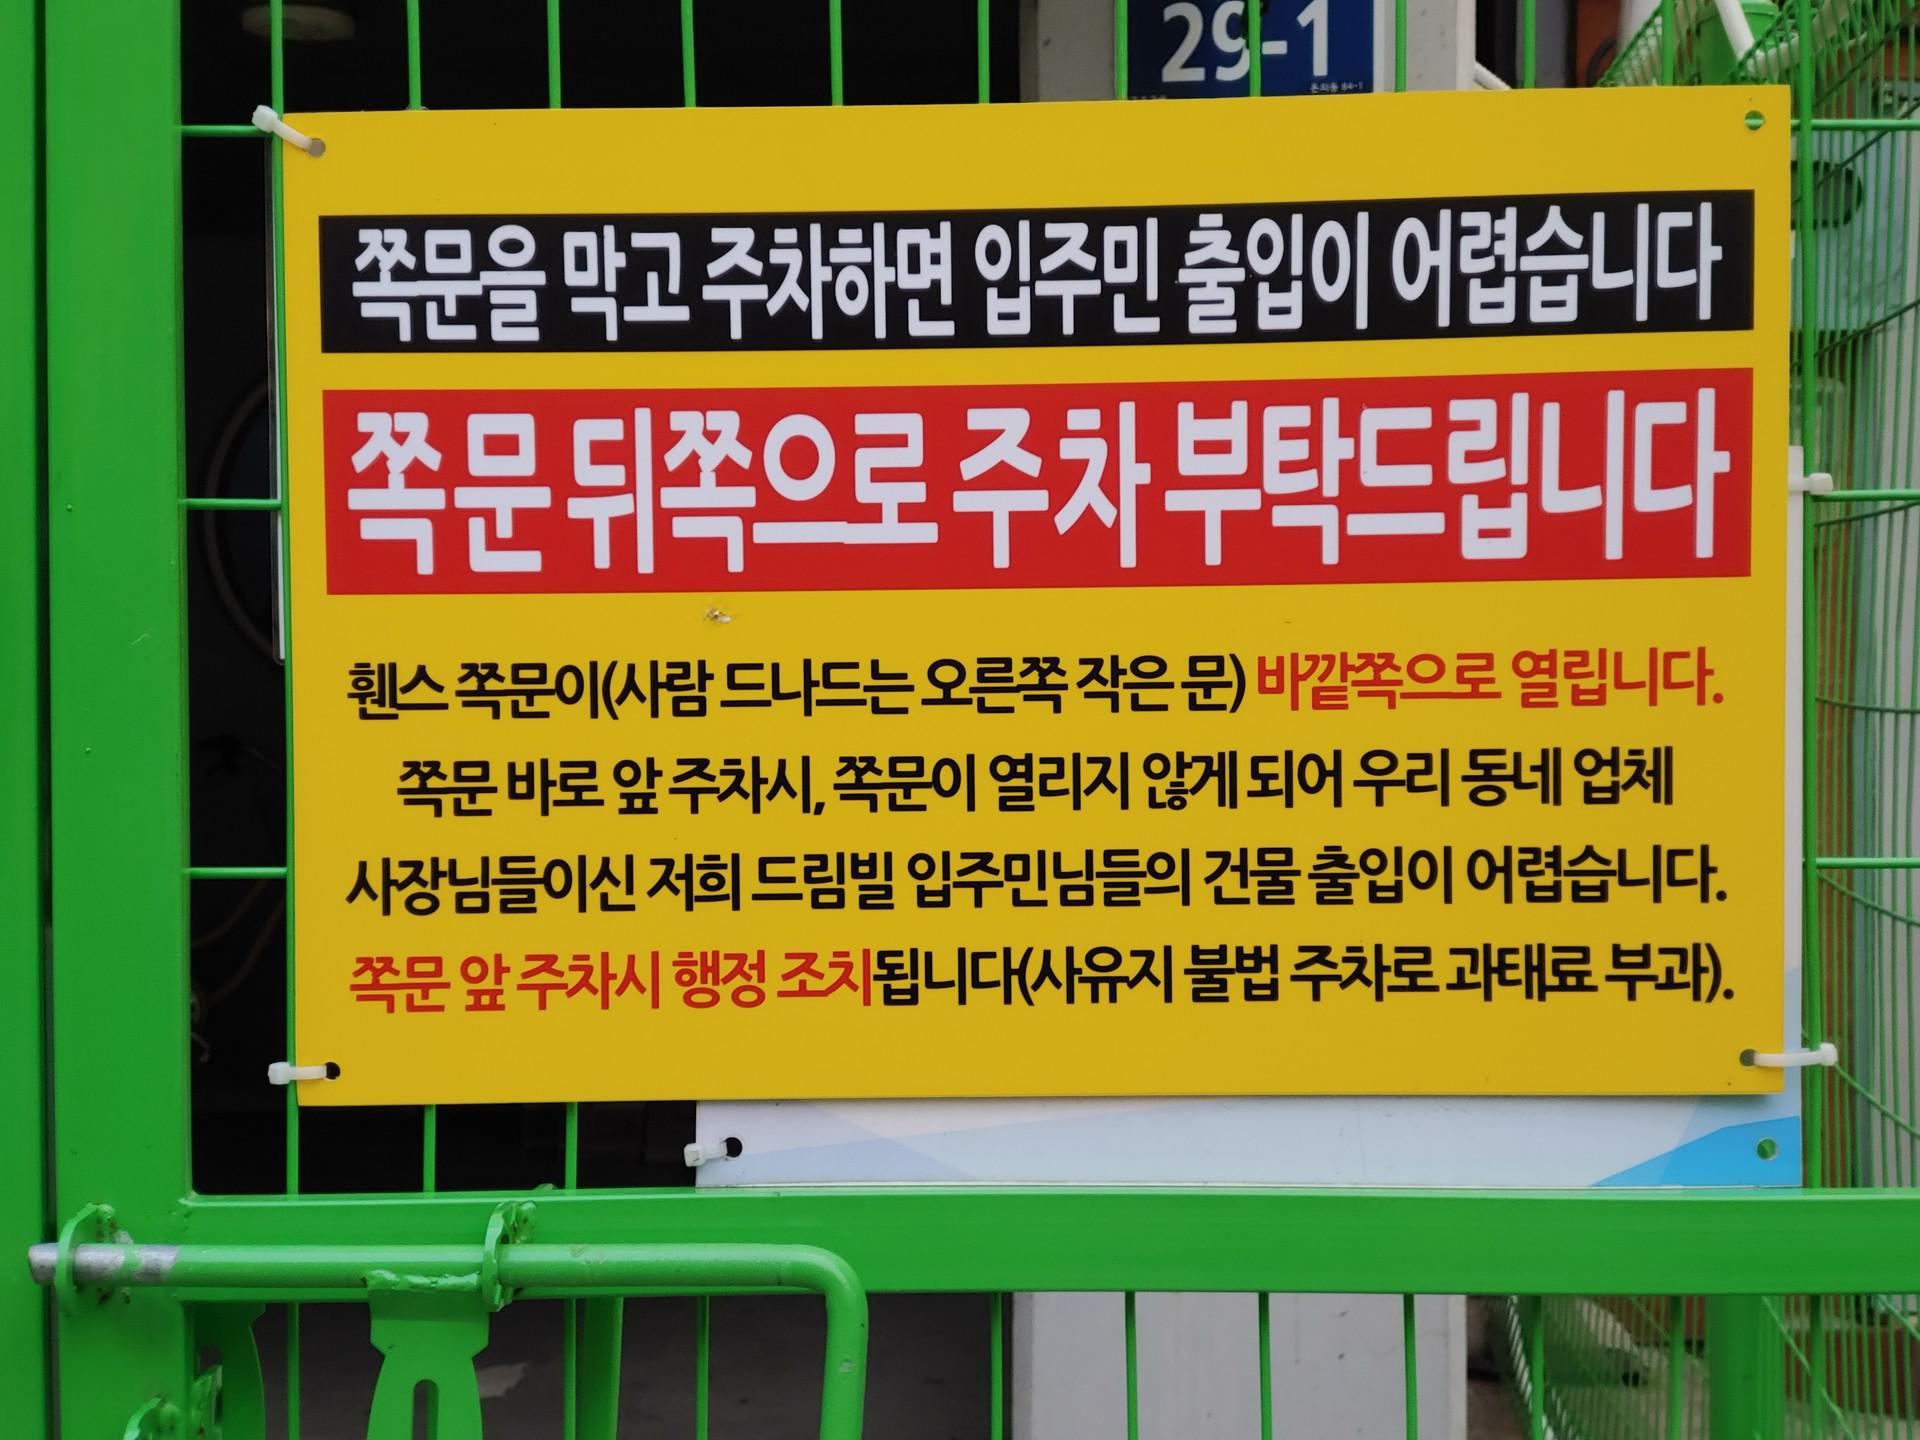 29-1
쪽문을 막고 주차하면 입주민 출입이 어렵습니다
쪽문 뒤쪽으로 주차 부탁드립니다
휀스 쪽문이(사람 드나드는 오른쪽 작은 문) 바깥쪽으로 열립니다.
쪽문 바로 앞 주차시, 쪽문이 열리지 않게 되어 우리 동네 업체
사장님들이신 저희 드림빌 입주민님들의 건물 출입이 어렵습니다.
쪽문 앞 주차시 행정 조치됩니다(사유지 불법 주차로 과태료 부과).